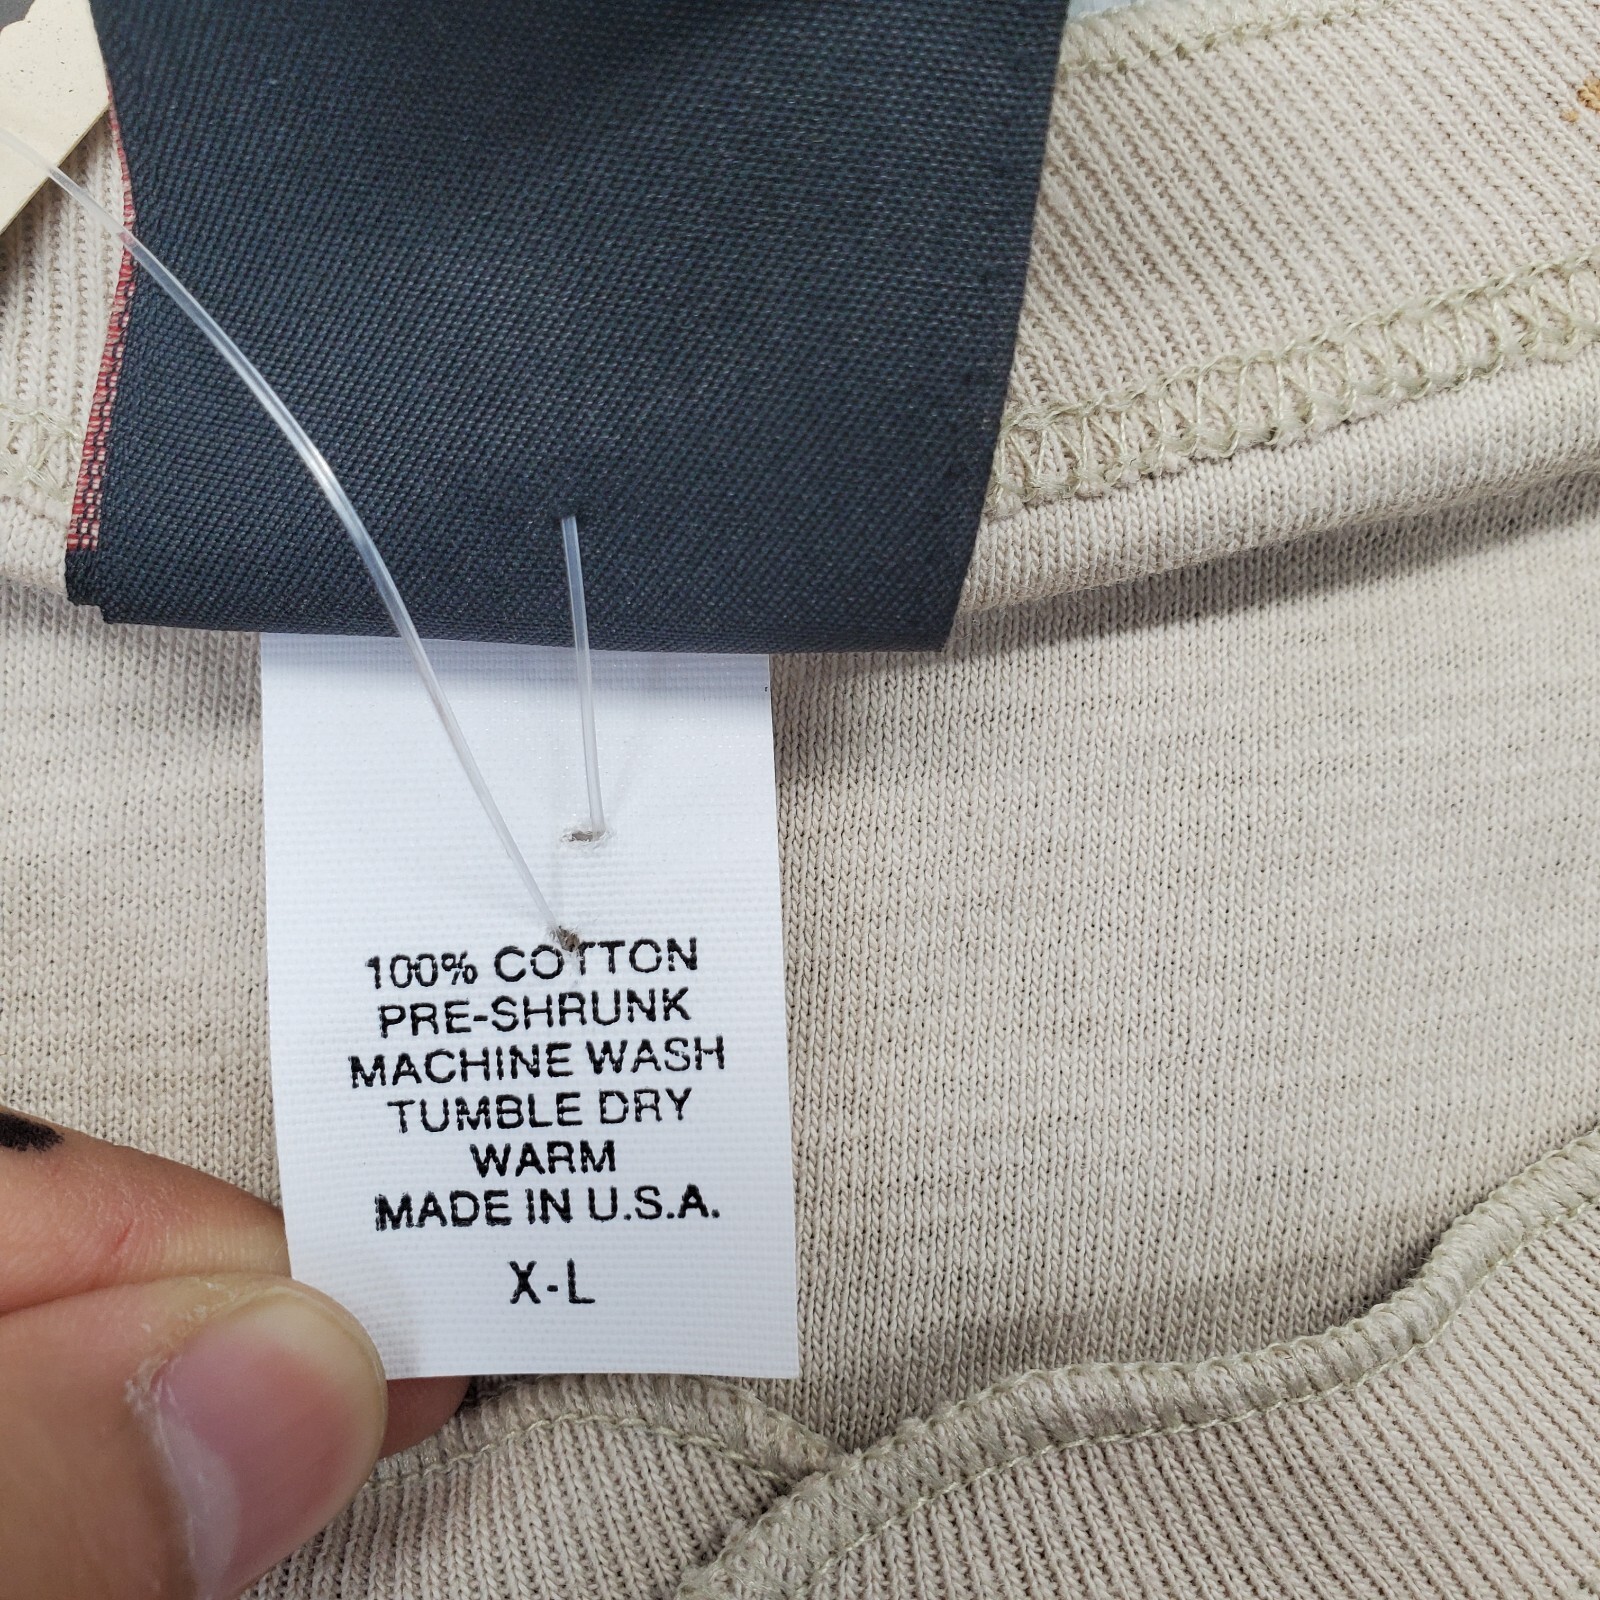 100% COTTON
PRE-SHRUNK
MACHINE WASH
TUMBLE DRY
WARM
MADE IN U.S.A.
X-L